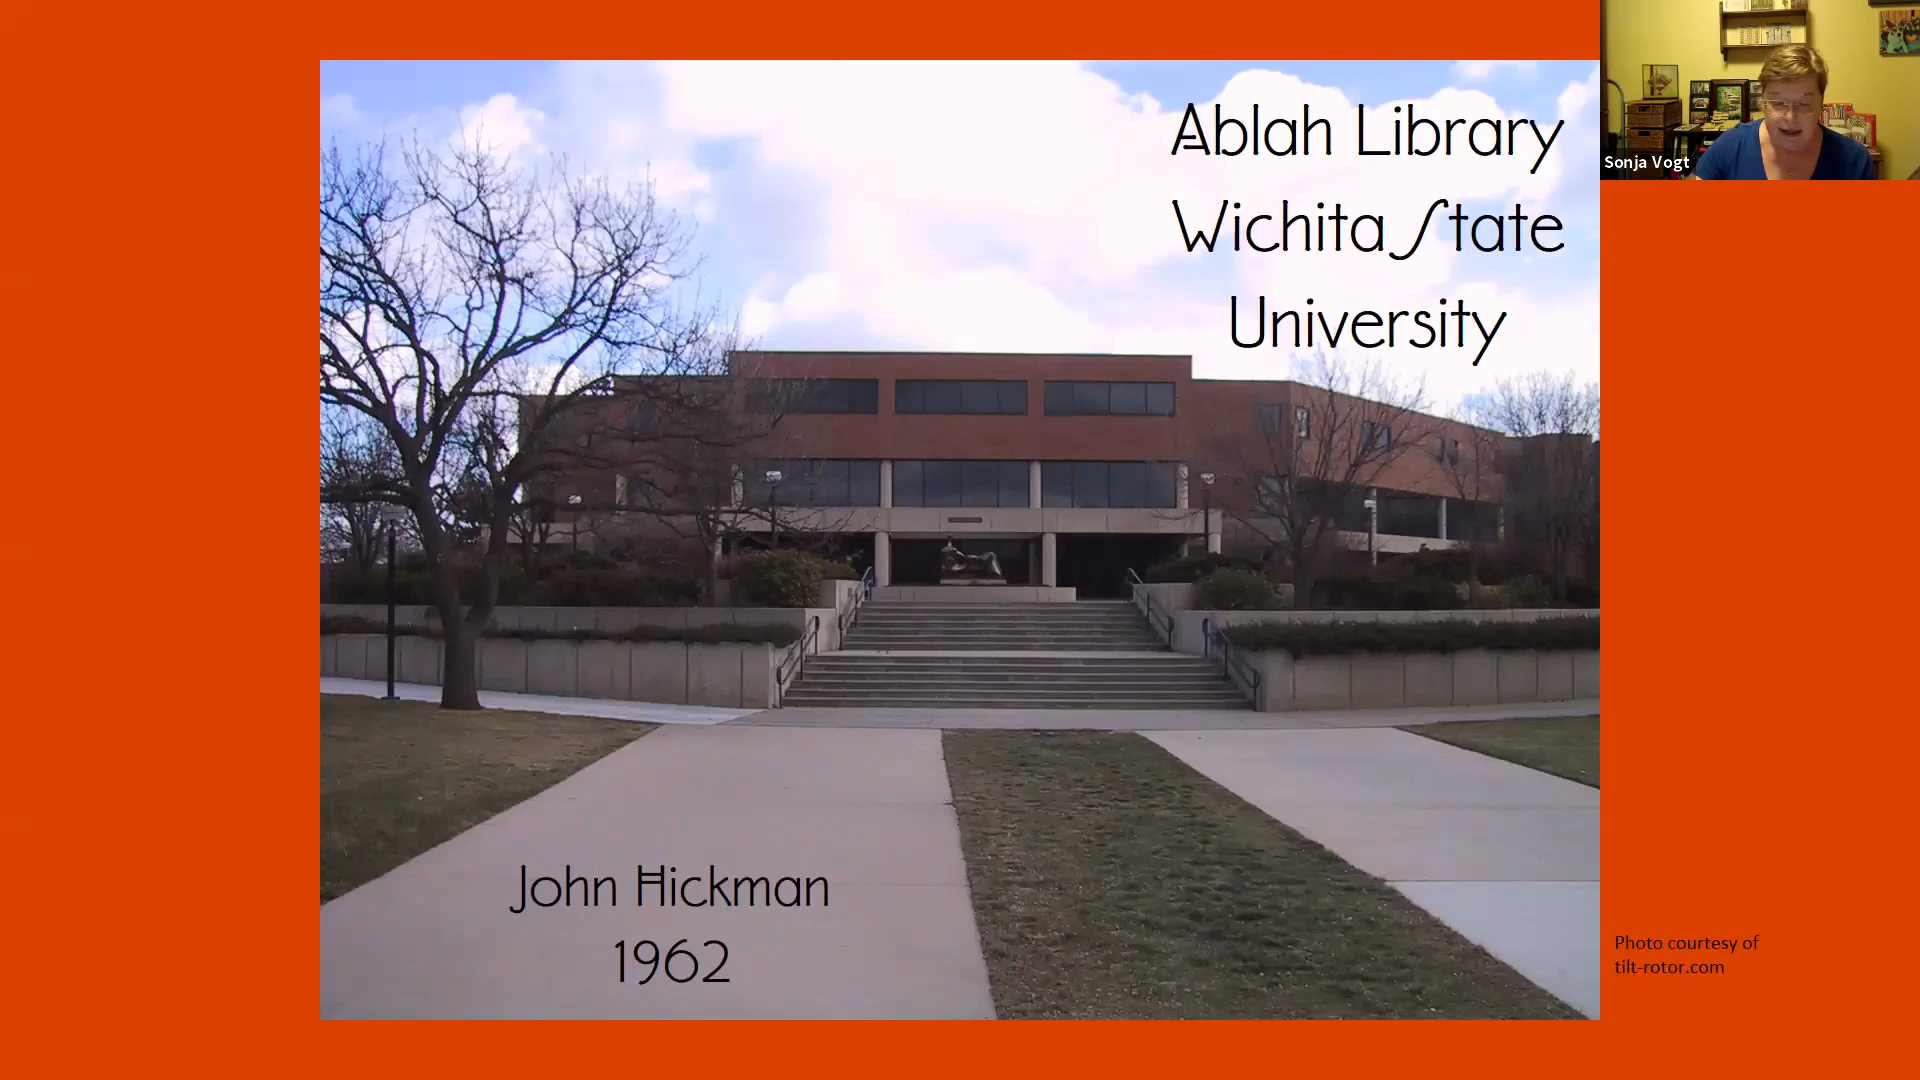 Ablah Library
Wichita State
University
Sonja Vogt
John Hickman
1962
Photo courtesy of
tilt-rotor.com